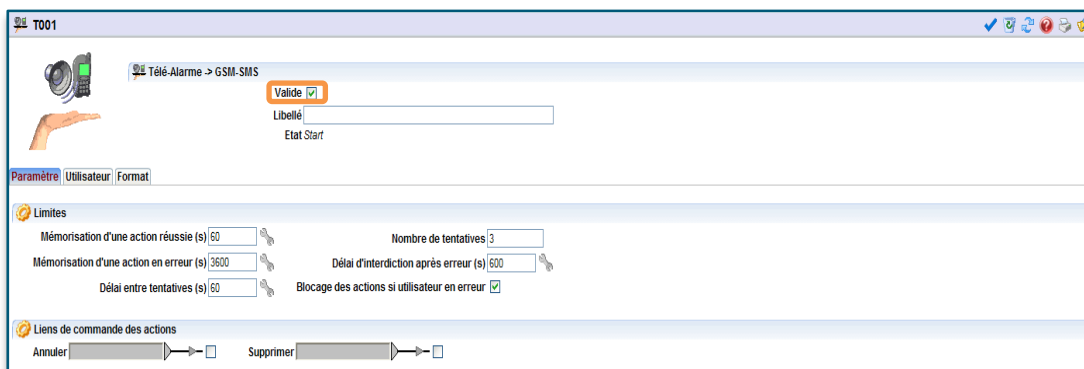 T001
Télé-Alarme -> GSM-SMS
Valide
Libellé
Etat Start
Paramètre Utilisateur Format
Limites
Mémorisation d'une action réussie (s) 60 Nombre de tentatives 3
Mémorisation d'une action en erreur (s) 3600 Délai d'interdiction après erreur (s) 600
Délai entre tentatives (s) 60 Blocage des actions si utilisateur en erreur
Liens de commande des actions
Annuler Supprimer